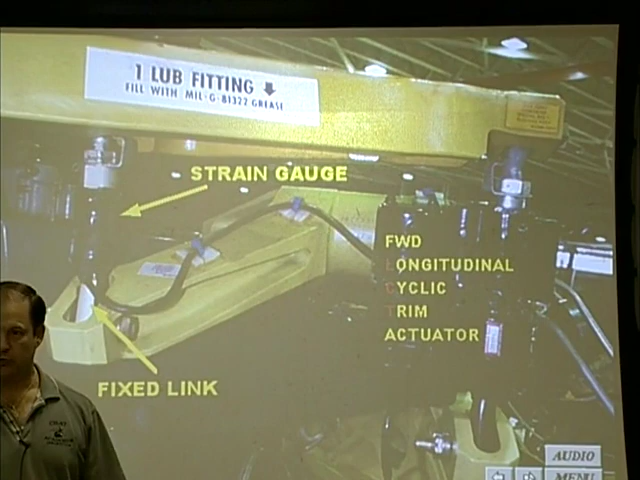 1 LUB FITTING
FILL WITH MIL-G-81322 GREASE
STRAIN GAUGE
FWD
LONGITUDINAL
CYCLIC
TRIM
ACTUATOR
FIXED LINK
AUDIO
MENU